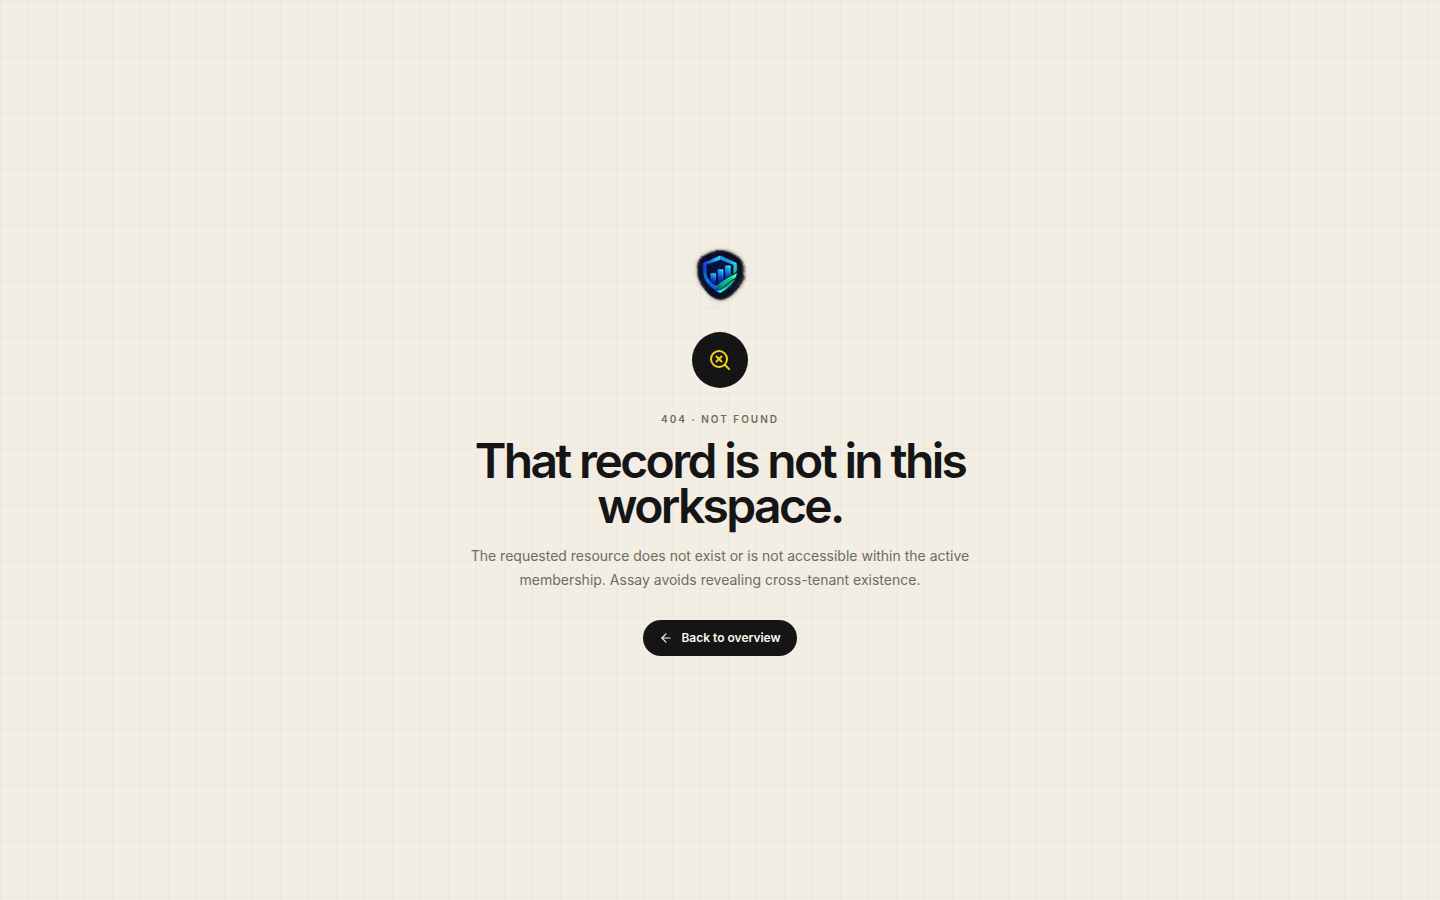 404 · NOT FOUND
That record is not in this
workspace.
The requested resource does not exist or is not accessible within the active
membership. Assay avoids revealing cross-tenant existence.
Back to overview